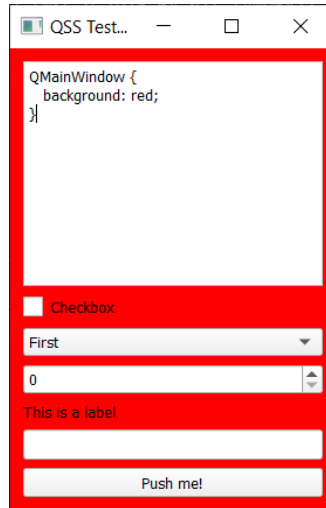 QSS Test...
QMainWindow {
   background: red;
}
Checkbox
First
0
This is a label
Push me!